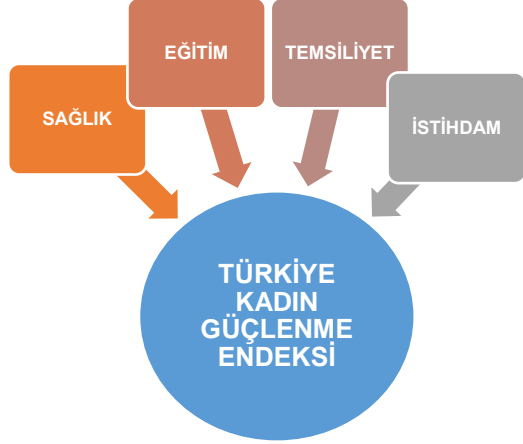 SAĞLIK
EĞİTİM
TEMSİLİYET
İSTİHDAM
TÜRKİYE
KADIN
GÜÇLENME
ENDEKSİ